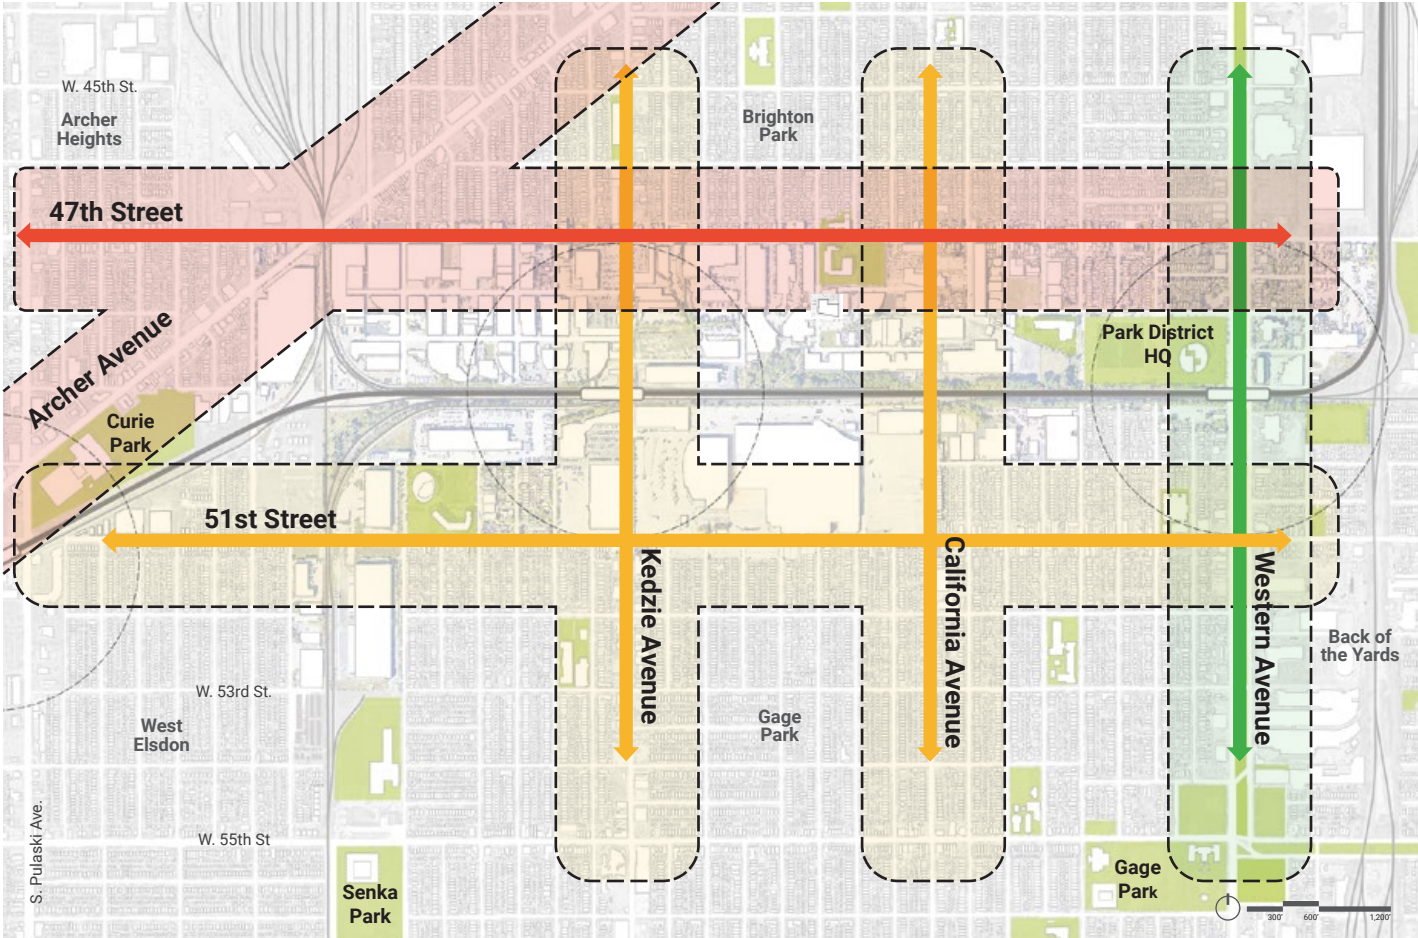 W. 45th St.
Archer
Heights
Brighton
Park
47th Street
Archer Avenue
Park District
HQ
Curie
Park
51st Street
Kedzie Avenue
California Avenue
Western Avenue
Back of
the Yards
W. 53rd St.
West
Elsdon
Gage
Park
S. Pulaski Ave.
W. 55th St
Senka
Park
Gage
Park
300'
600'
1,200'